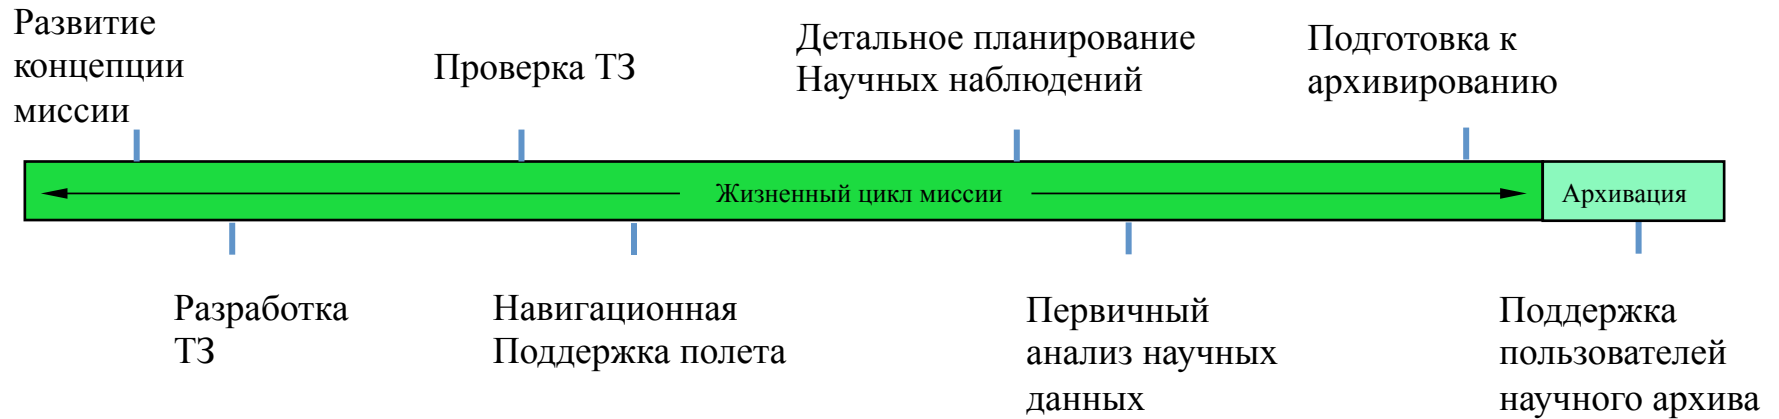 Развитие
концепции
миссии
Проверка ТЗ
Детальное планирование
Научных наблюдений
Подготовка к
архивированию
Жизненный цикл миссии
Архивация
Разработка
ТЗ
Навигационная
Поддержка полета
Первичный
анализ научных
данных
Поддержка
пользователей
научного архива